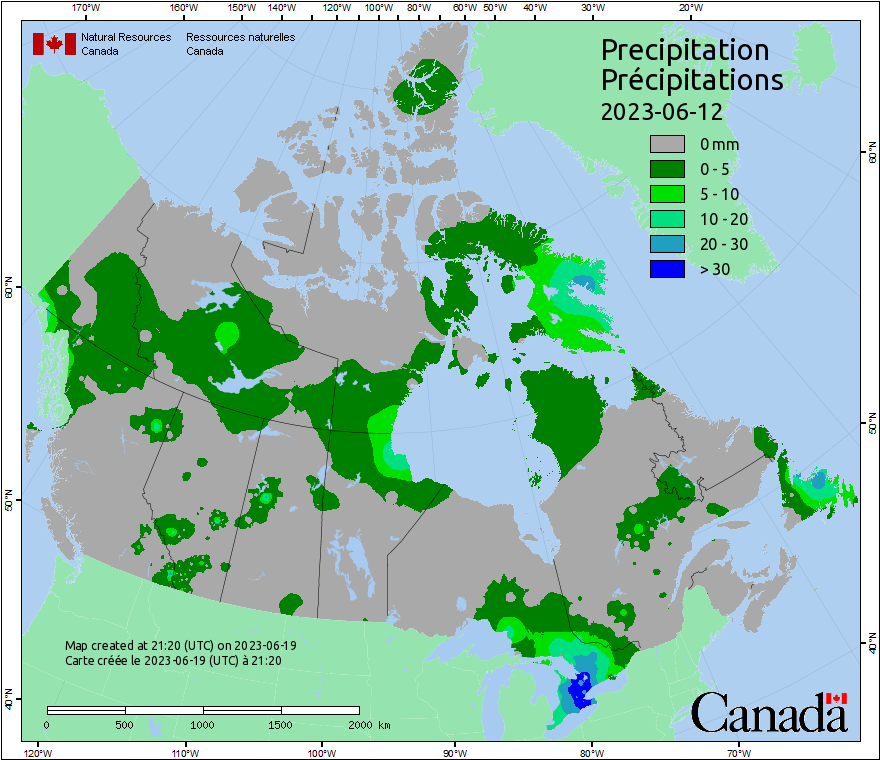 170°W 160°W 150°W 140°W 120°W 100°W 80°W 60°W 50°W 40°W 30°W 20°W
Natural Resources Canada
Ressources naturelles Canada
Precipitation
Précipitations
2023-06-12
0 mm
0 - 5
5 - 10
10 - 20
20 - 30
> 30
60°N
50°N
40°N
60°N
50°N
40°N
Map created at 21:20 (UTC) on 2023-06-19
Carte créée le 2023-06-19 (UTC) à 21:20
0 500 1000 1500 2000 km
Canada
120°W 110°W 100°W 90°W 80°W 70°W